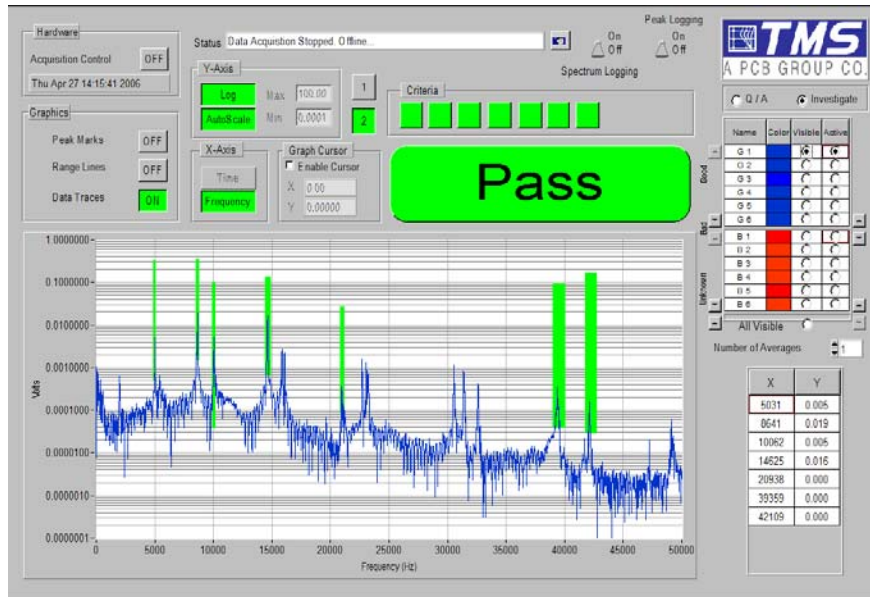 Hardware
Acquisition Control OFF
Thu Apr 27 14:15:41 2006
Graphics
Peak Marks OFF
Range Lines OFF
Data Traces ON
Status Data Acquisition Stopped. Offline...
Y-Axis
Log Max 100.00
AutoScale Min 0.0001
1
2
X-Axis
Time
Frequency
Graph Cursor
Enable Cursor
X 0.00
Y 0.00000
Peak Logging
On
Off
On
Off
Spectrum Logging
Criteria
Pass
TMS
A PCB GROUP CO.
Q / A Investigate
Name Color Visible Active
G 1
G 2
G 3
G 4
G 5
G 6
B 1
B 2
B 3
B 4
B 5
B 6
Good
Bad
Unknown
All Visible
Number of Averages 1
X Y
5031 0.005
8641 0.019
10062 0.005
14625 0.016
20938 0.000
39359 0.000
42109 0.000
Volts
1.0000000
0.1000000
0.0100000
0.0010000
0.0001000
0.0000100
0.0000010
0.0000001
0 5000 10000 15000 20000 25000 30000 35000 40000 45000 50000
Frequency (Hz)